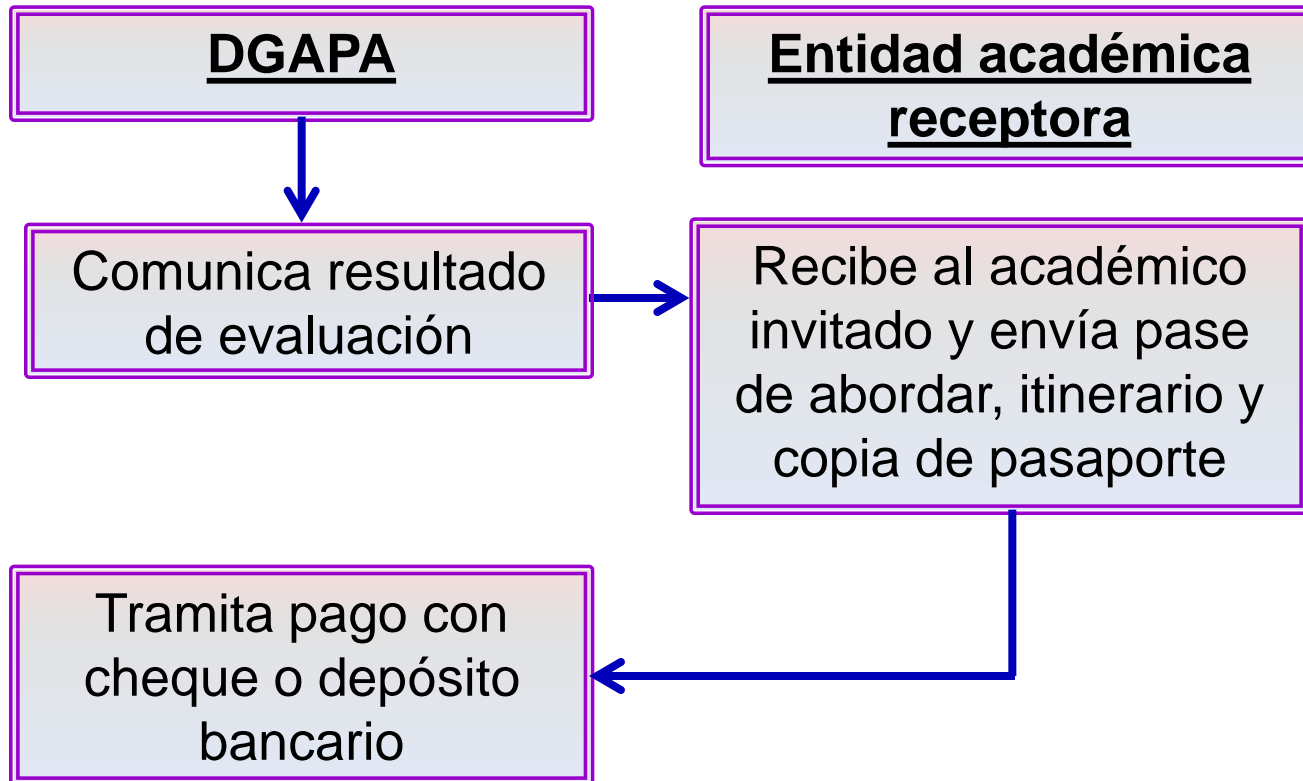 DGAPA
Entidad académica
receptora
Comunica resultado
de evaluación
Recibe al académico
invitado y envía pase
de abordar, itinerario y
copia de pasaporte
Tramita pago con
cheque o depósito
bancario